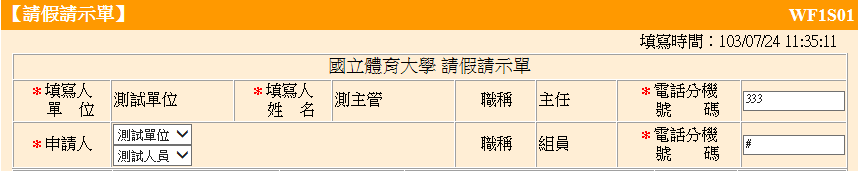 【請假請示單】 WF1S01
填寫時間：103/07/24 11:35:11
國立體育大學 請假請示單
*填寫人單位 測試單位 *填寫人姓名 測主管 職稱 主任 *電話分機號碼 333
*申請人 測試單位 測試人員 職稱 組員 *電話分機號碼 #